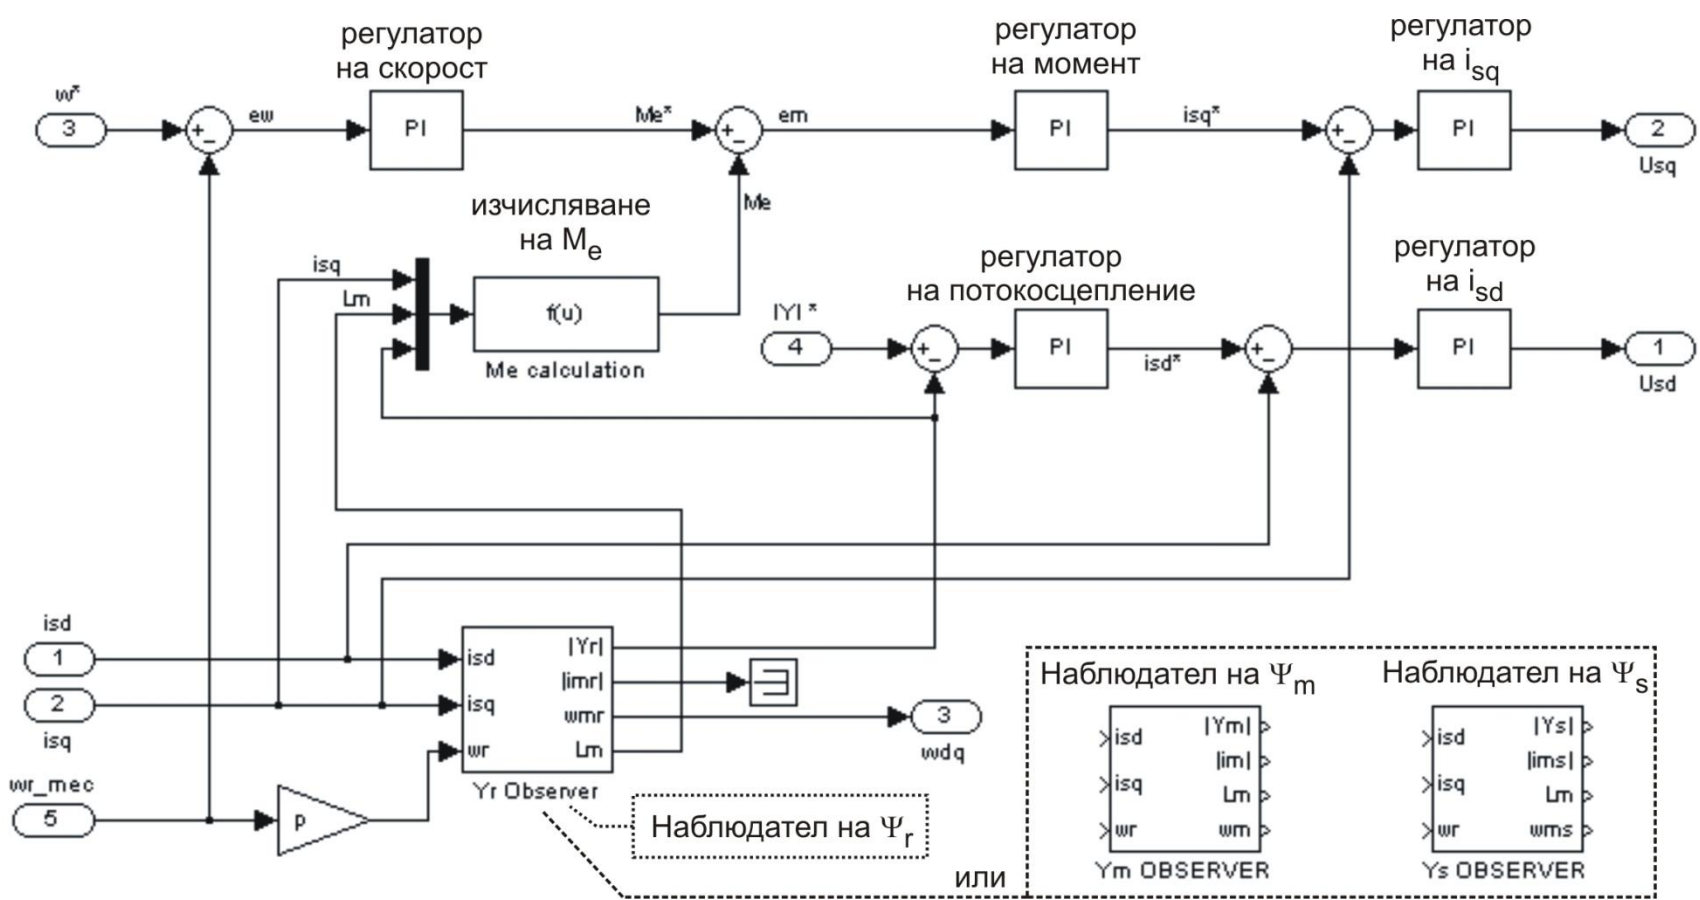 регулатор
на скорост
регулатор
на момент
регулатор
на isq
w*
3
+
−
ew
PI
Me*
+
−
em
PI
isq*
+
−
PI
2
Usq
Me
изчисляване
на Me
isq
Lm
f(u)
Me calculation
регулатор
на потокосцепление
регулатор
на isd
|Y| *
4
+
−
PI
isd*
+
−
PI
1
Usd
isd
1
2
isq
wr_mec
5
p
isd
isq
wr
|Yr|
|imr|
wmr
Lm
Yr Observer
3
wdq
Наблюдател на Ψr
или
Наблюдател на Ψm
isd
isq
wr
|Ym|
|im|
Lm
wm
Ym OBSERVER
Наблюдател на Ψs
isd
isq
wr
|Ys|
|ims|
Lm
wms
Ys OBSERVER